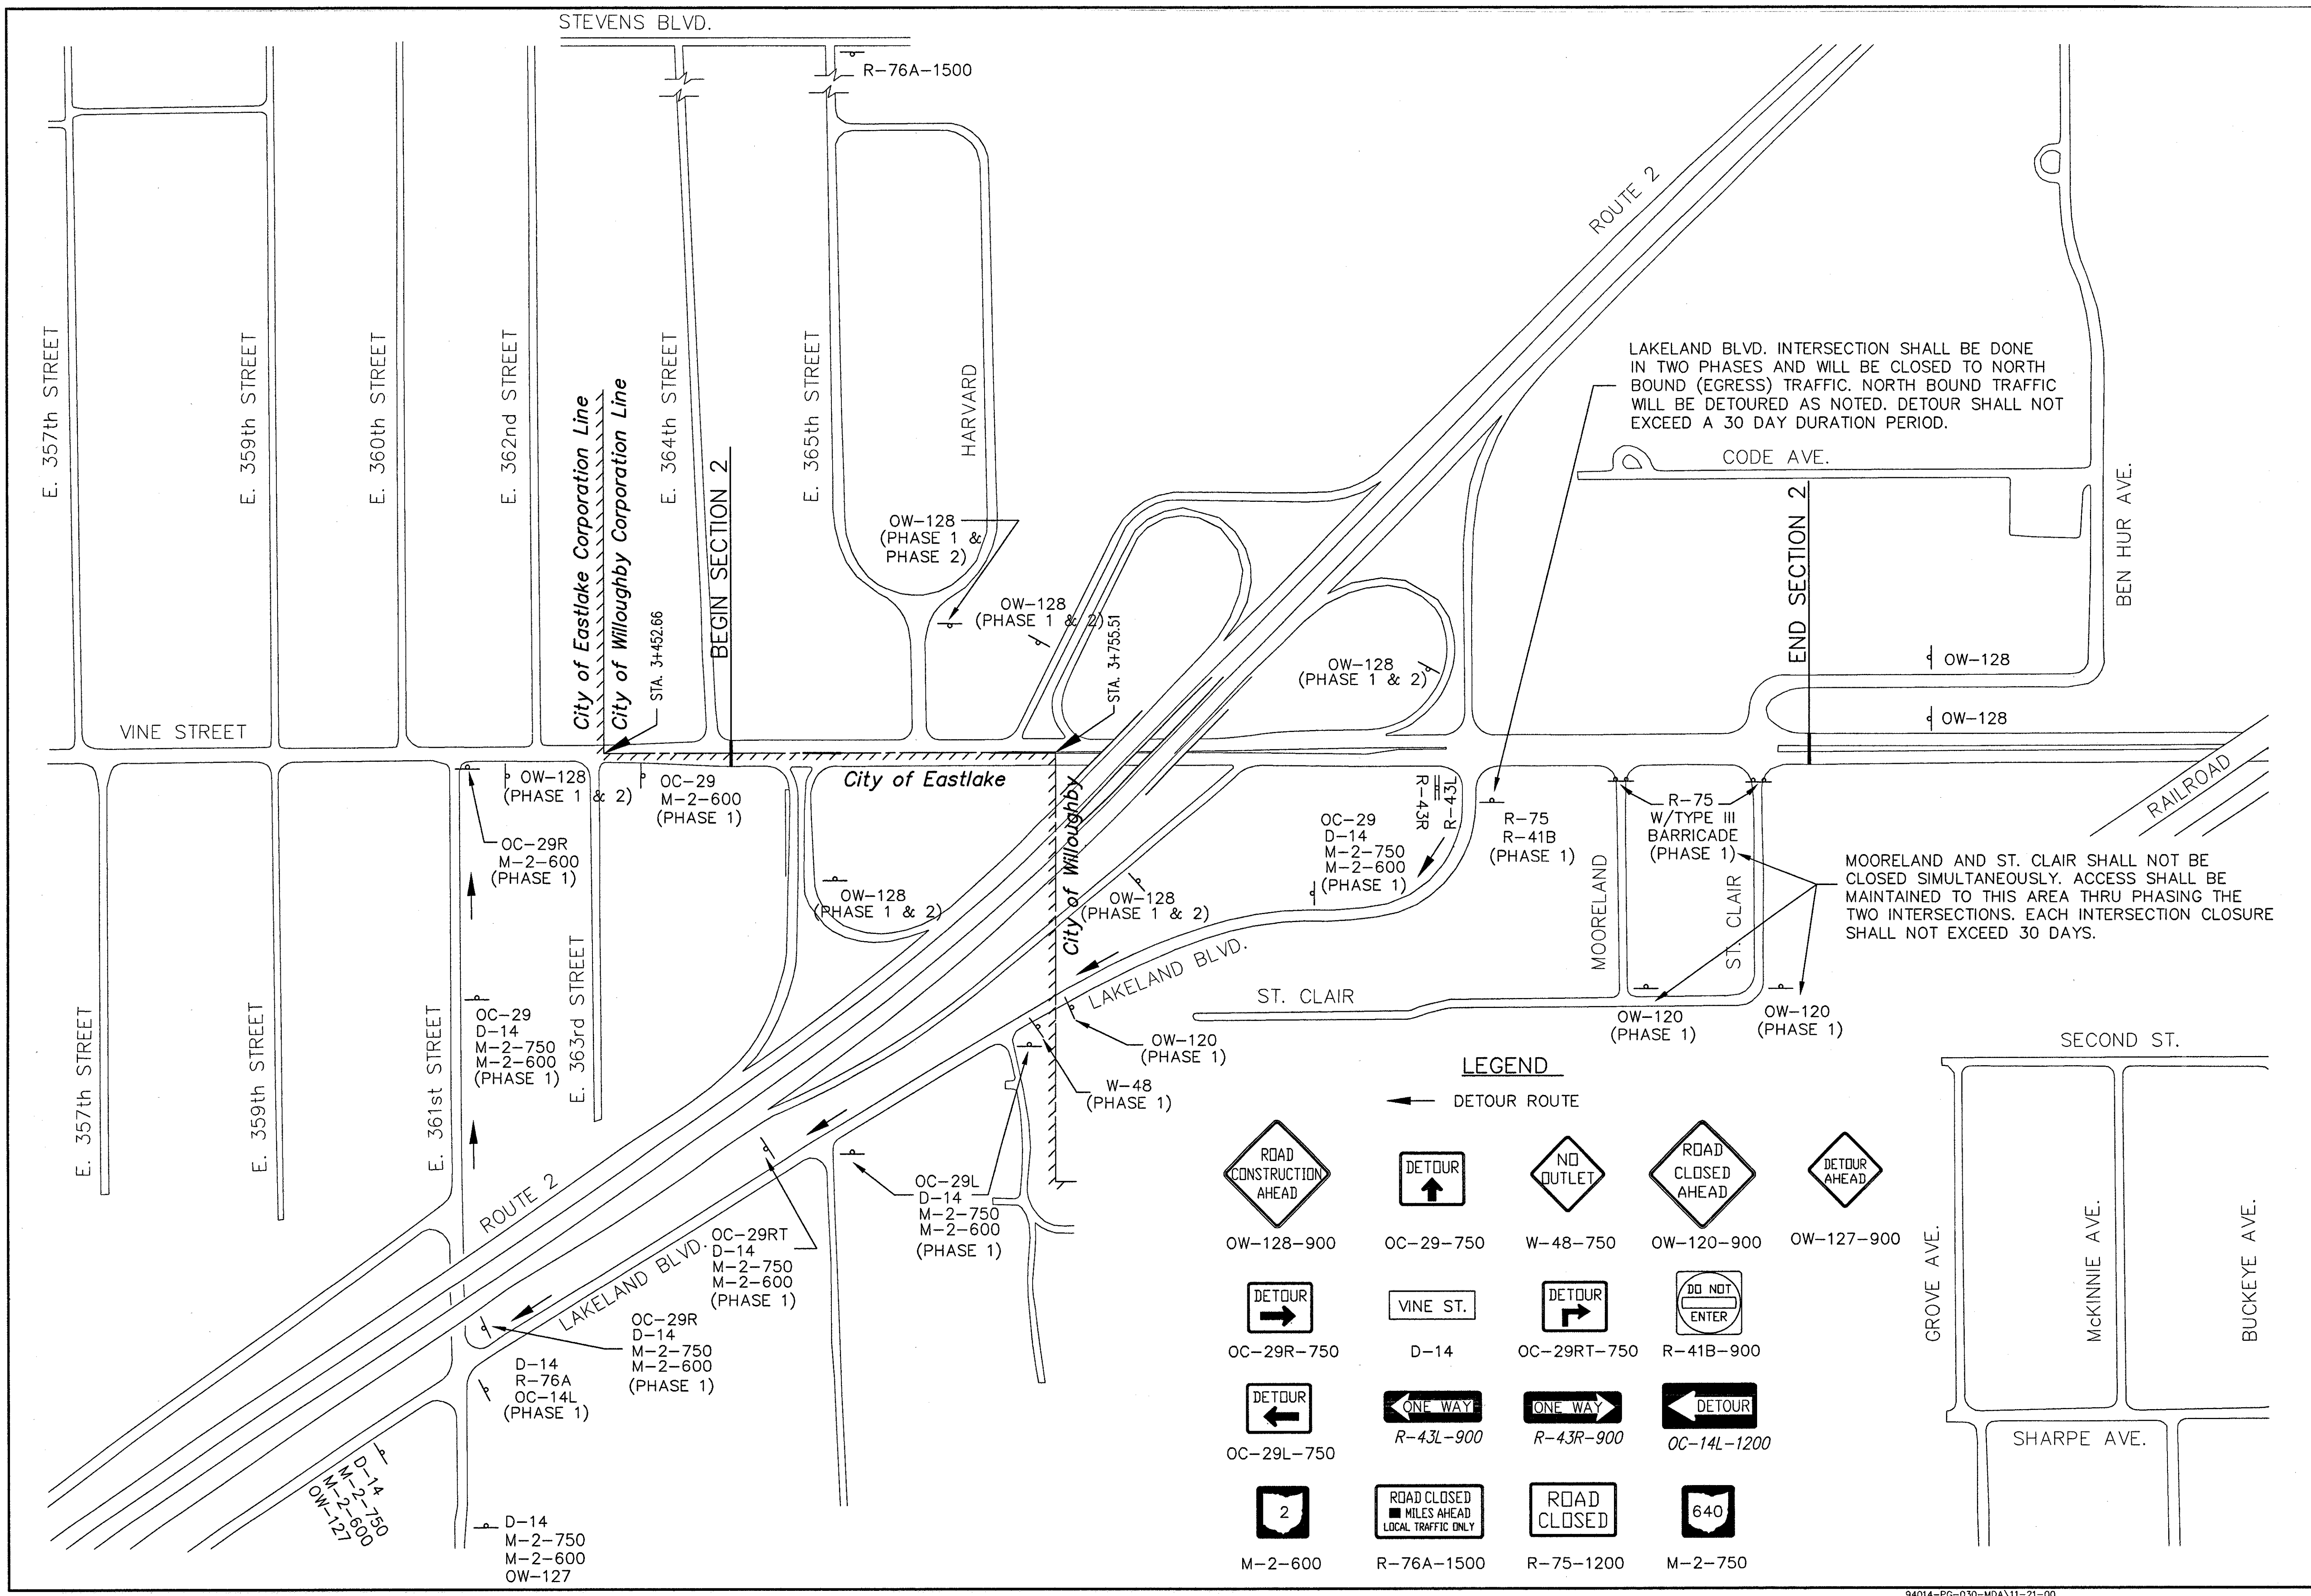 STEVENS BLVD.
R-76A-1500
ROUTE 2
E. 357th STREET
E. 359th STREET
E. 360th STREET
E. 362nd STREET
City of Eastlake Corporation Line
City of Willoughby Corporation Line
E. 364th STREET
BEGIN SECTION 2
E. 365th STREET
HARVARD
LAKELAND BLVD. INTERSECTION SHALL BE DONE
IN TWO PHASES AND WILL BE CLOSED TO NORTH
BOUND (EGRESS) TRAFFIC. NORTH BOUND TRAFFIC
WILL BE DETOURED AS NOTED. DETOUR SHALL NOT
EXCEED A 30 DAY DURATION PERIOD.
CODE AVE.
END SECTION 2
BEN HUR AVE.
OW-128
(PHASE 1 &
PHASE 2)
OW-128
(PHASE 1 & 2)
STA. 3+452.66
STA. 3+755.51
OW-128
(PHASE 1 & 2)
OW-128
OW-128
VINE STREET
OW-128
(PHASE 1 & 2)
OC-29
M-2-600
(PHASE 1)
City of Eastlake
City of Willoughby
OC-29R
M-2-600
(PHASE 1)
OW-128
(PHASE 1 & 2)
OW-128
(PHASE 1 & 2)
R-43R
R-43L
OC-29
D-14
M-2-750
M-2-600
(PHASE 1)
R-75
R-41B
(PHASE 1)
R-75
W/TYPE III
BARRICADE
(PHASE 1)
MOORELAND
ST. CLAIR
RAILROAD
MOORELAND AND ST. CLAIR SHALL NOT BE
CLOSED SIMULTANEOUSLY. ACCESS SHALL BE
MAINTAINED TO THIS AREA THRU PHASING THE
TWO INTERSECTIONS. EACH INTERSECTION CLOSURE
SHALL NOT EXCEED 30 DAYS.
E. 357th STREET
E. 359th STREET
E. 361st STREET
E. 363rd STREET
OC-29
D-14
M-2-750
M-2-600
(PHASE 1)
LAKELAND BLVD.
ST. CLAIR
OW-120
(PHASE 1)
OW-120
(PHASE 1)
OW-120
(PHASE 1)
W-48
(PHASE 1)
SECOND ST.
ROUTE 2
LAKELAND BLVD.
OC-29L
D-14
M-2-750
M-2-600
(PHASE 1)
OC-29RT
D-14
M-2-750
M-2-600
(PHASE 1)
OC-29R
D-14
M-2-750
M-2-600
(PHASE 1)
D-14
R-76A
OC-14L
(PHASE 1)
D-14
M-2-750
M-2-600
OW-127
D-14
M-2-750
M-2-600
OW-127
LEGEND
DETOUR ROUTE
ROAD
CONSTRUCTION
AHEAD
OW-128-900
DETOUR
OC-29-750
NO
OUTLET
W-48-750
ROAD
CLOSED
AHEAD
OW-120-900
DETOUR
AHEAD
OW-127-900
DETOUR
OC-29R-750
VINE ST.
D-14
DETOUR
OC-29RT-750
DO NOT
ENTER
R-41B-900
DETOUR
OC-29L-750
ONE WAY
R-43L-900
ONE WAY
R-43R-900
DETOUR
OC-14L-1200
2
M-2-600
ROAD CLOSED
MILES AHEAD
LOCAL TRAFFIC ONLY
R-76A-1500
ROAD
CLOSED
R-75-1200
640
M-2-750
GROVE AVE.
McKINNIE AVE.
BUCKEYE AVE.
SHARPE AVE.
94014-PG-030-MDA\11-21-00